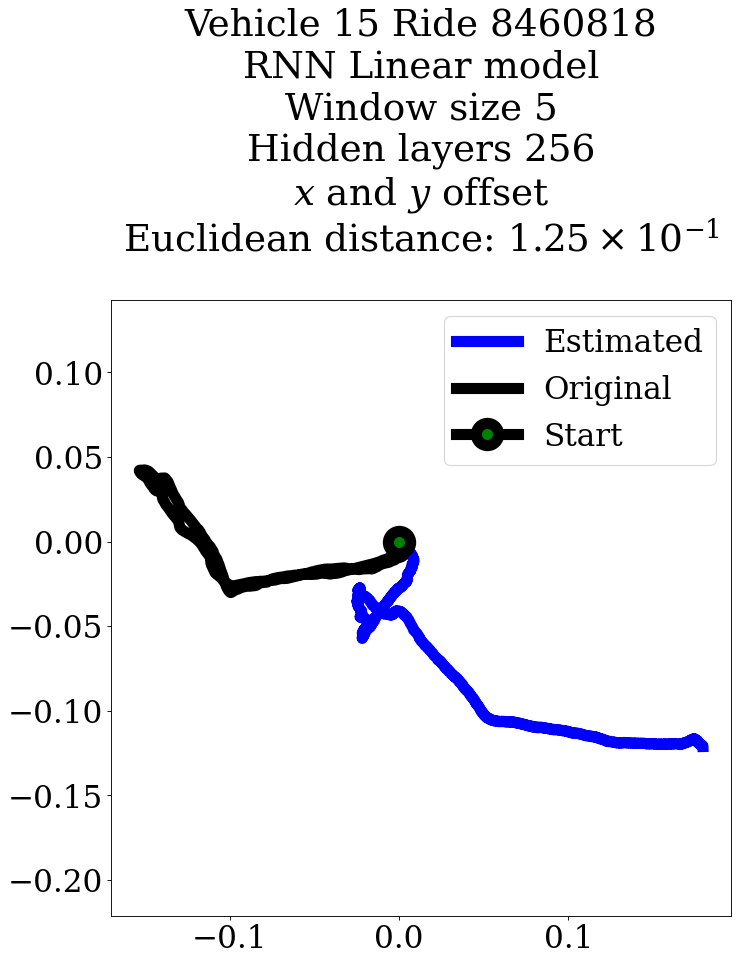 Vehicle 15 Ride 8460818
RNN Linear model
Window size 5
Hidden layers 256
x and y offset
Euclidean distance: 1.25 × 10⁻¹
Estimated
Original
Start
0.10
0.05
0.00
−0.05
−0.10
−0.15
−0.20
−0.1 0.0 0.1